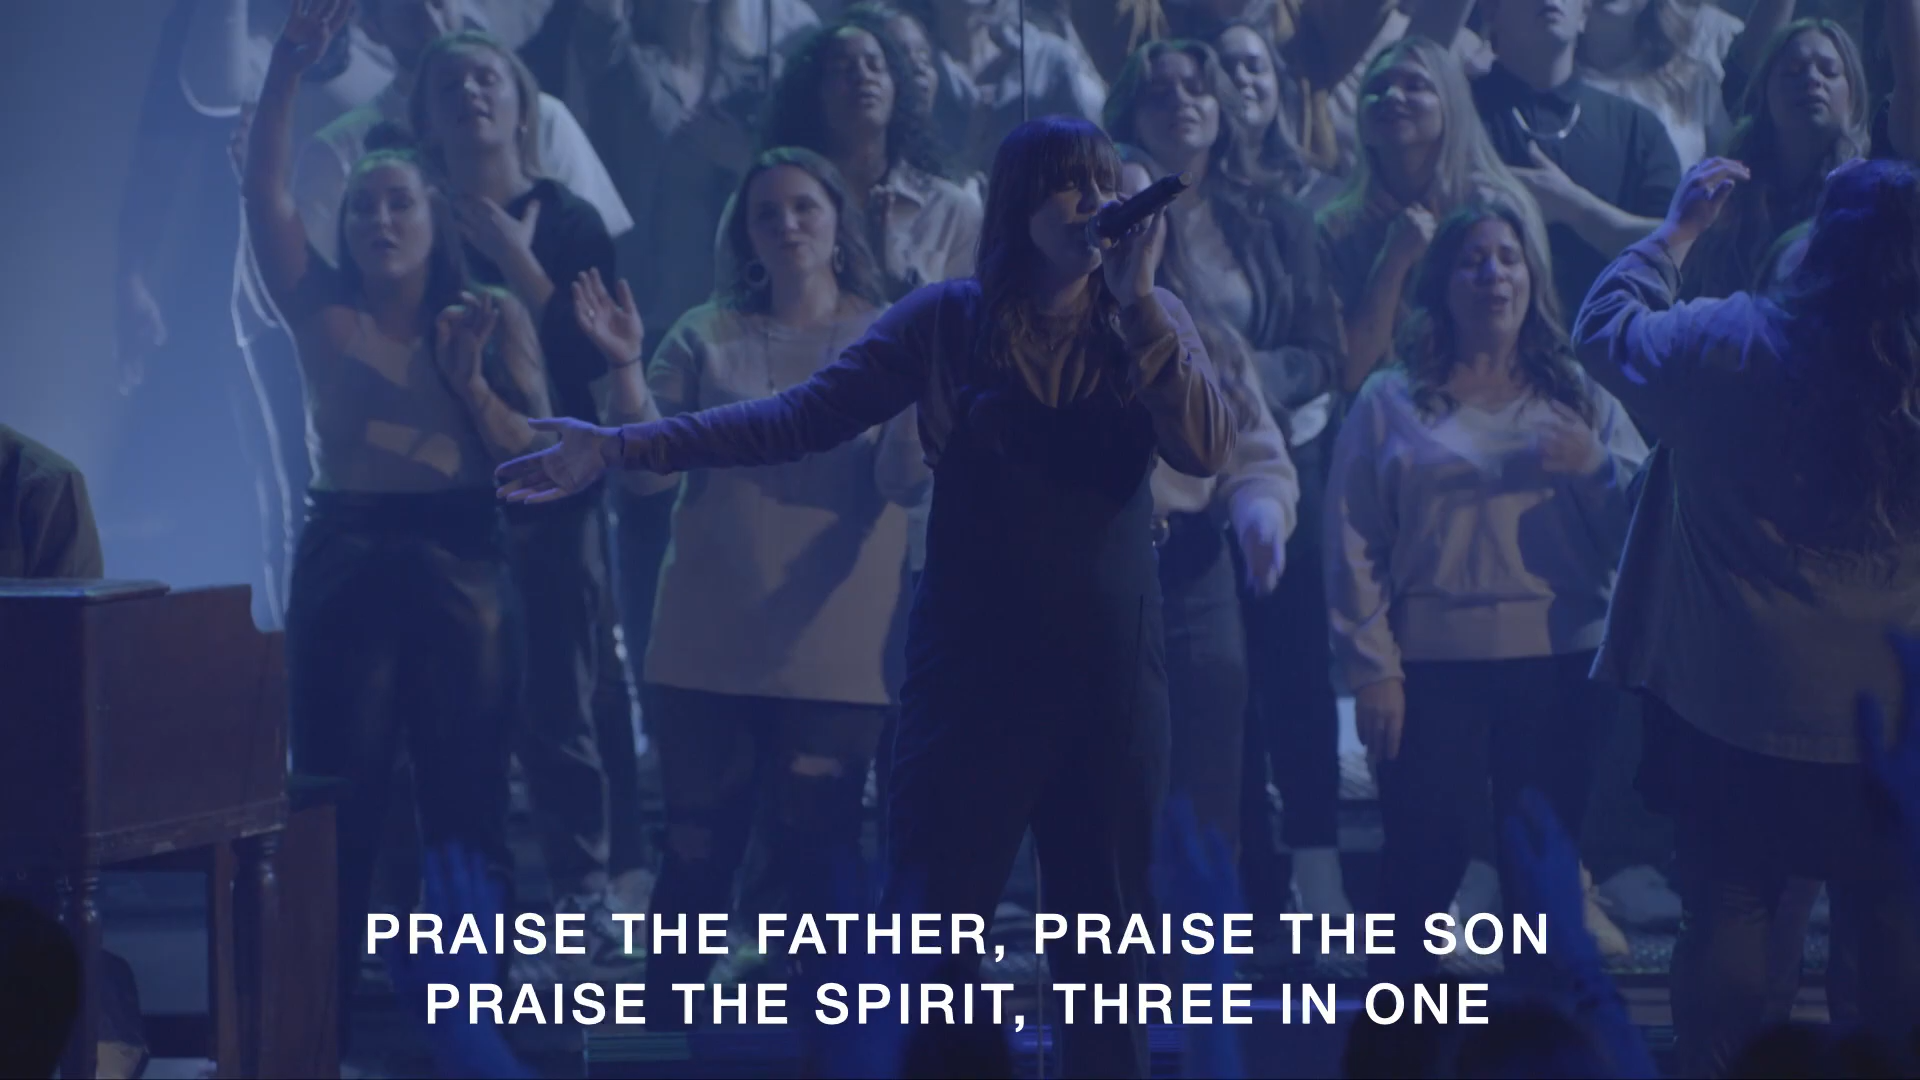 PRAISE THE FATHER, PRAISE THE SON
PRAISE THE SPIRIT, THREE IN ONE